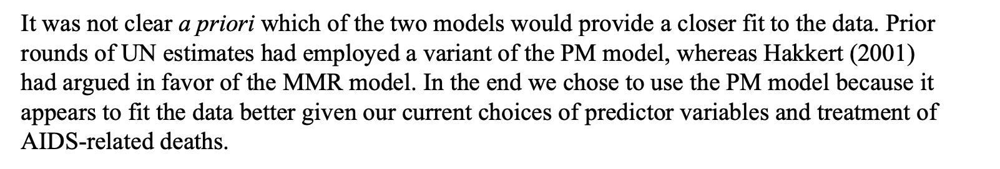 It was not clear a priori which of the two models would provide a closer fit to the data. Prior
rounds of UN estimates had employed a variant of the PM model, whereas Hakkert (2001)
had argued in favor of the MMR model. In the end we chose to use the PM model because it
appears to fit the data better given our current choices of predictor variables and treatment of
AIDS-related deaths.